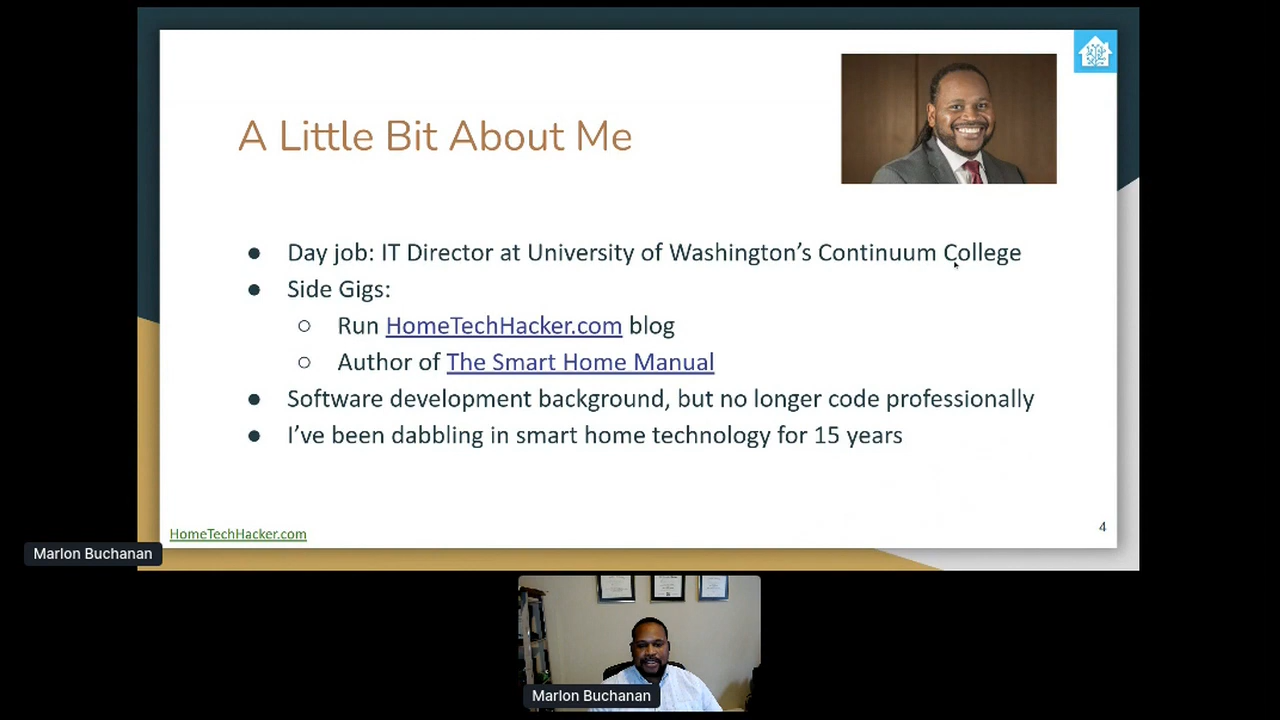 A Little Bit About Me
● Day job: IT Director at University of Washington’s Continuum College
● Side Gigs:
○ Run HomeTechHacker.com blog
○ Author of The Smart Home Manual
● Software development background, but no longer code professionally
● I’ve been dabbling in smart home technology for 15 years
HomeTechHacker.com
4
Marlon Buchanan
Marlon Buchanan